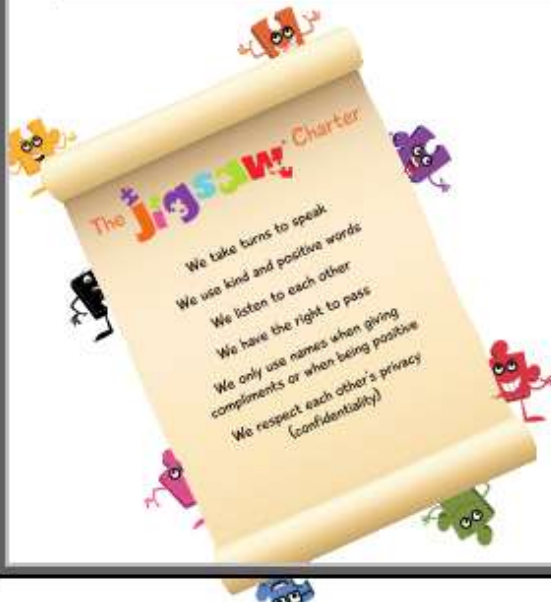 The Jigsaw Charter
We take turns to speak
We use kind and positive words
We listen to each other
We have the right to pass
We only use names when giving
compliments or when being positive
We respect each other's privacy
(confidentiality)